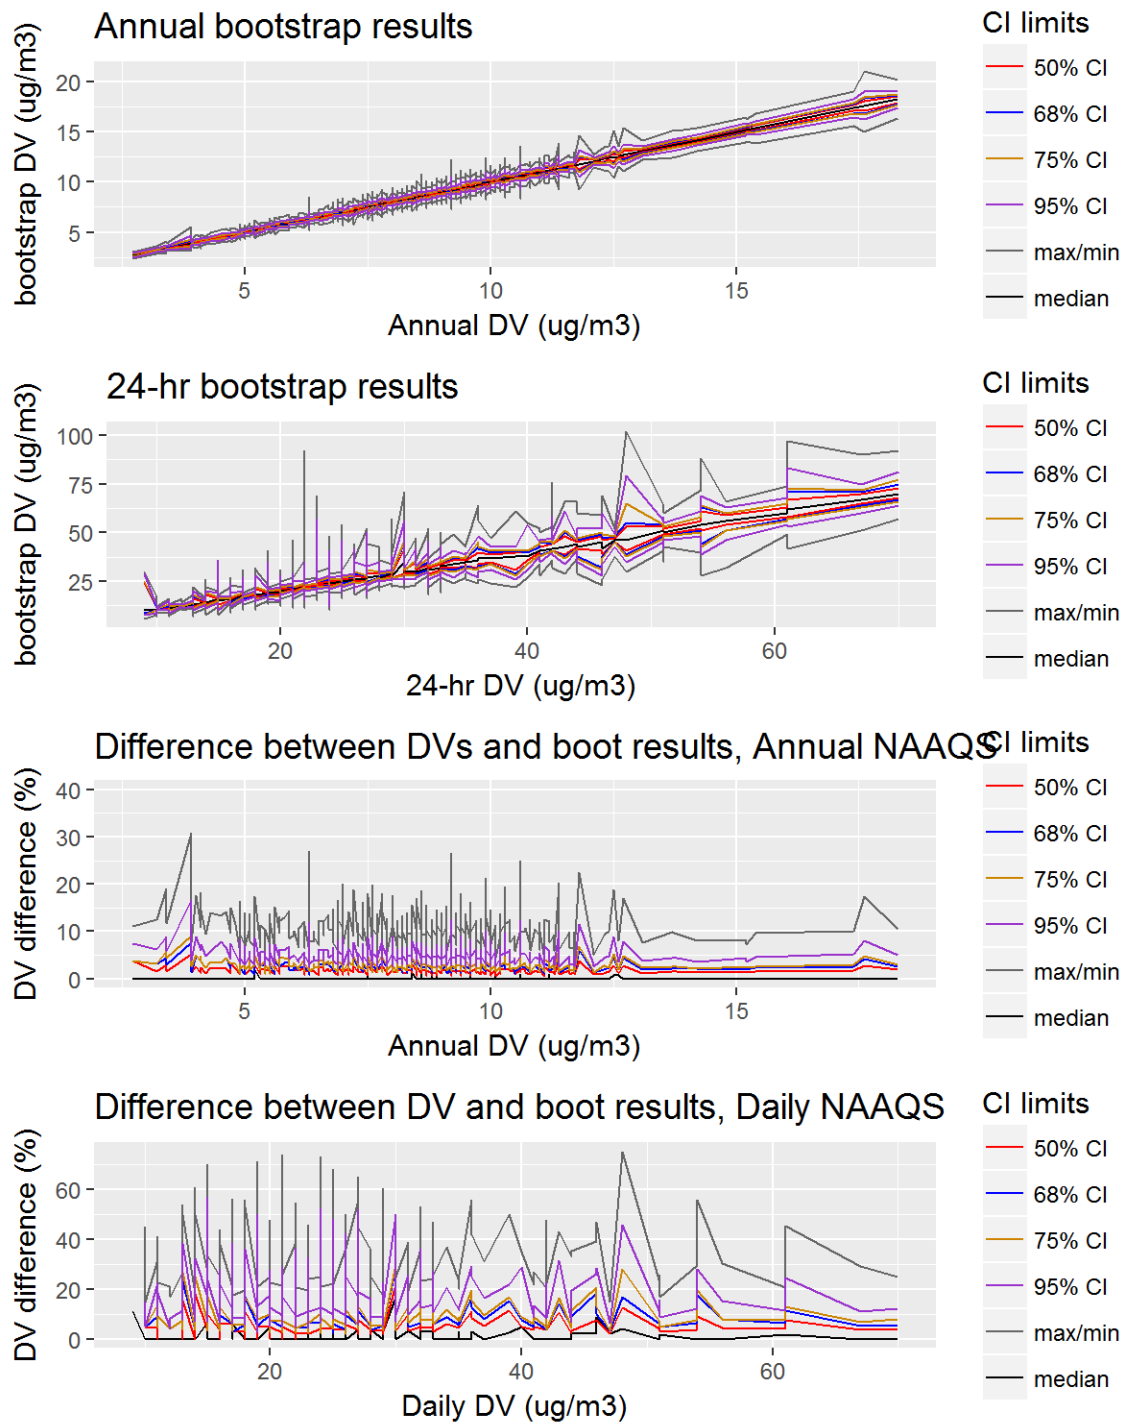 Annual bootstrap results
bootstrap DV (ug/m3)
20
15
10
5
5
10
15
Annual DV (ug/m3)
CI limits
50% CI
68% CI
75% CI
95% CI
max/min
median
24-hr bootstrap results
bootstrap DV (ug/m3)
100
75
50
25
20
40
60
24-hr DV (ug/m3)
CI limits
50% CI
68% CI
75% CI
95% CI
max/min
median
Difference between DVs and boot results, Annual NAAQS
DV difference (%)
40
30
20
10
0
5
10
15
Annual DV (ug/m3)
CI limits
50% CI
68% CI
75% CI
95% CI
max/min
median
Difference between DV and boot results, Daily NAAQS
DV difference (%)
60
40
20
0
20
40
60
Daily DV (ug/m3)
CI limits
50% CI
68% CI
75% CI
95% CI
max/min
median